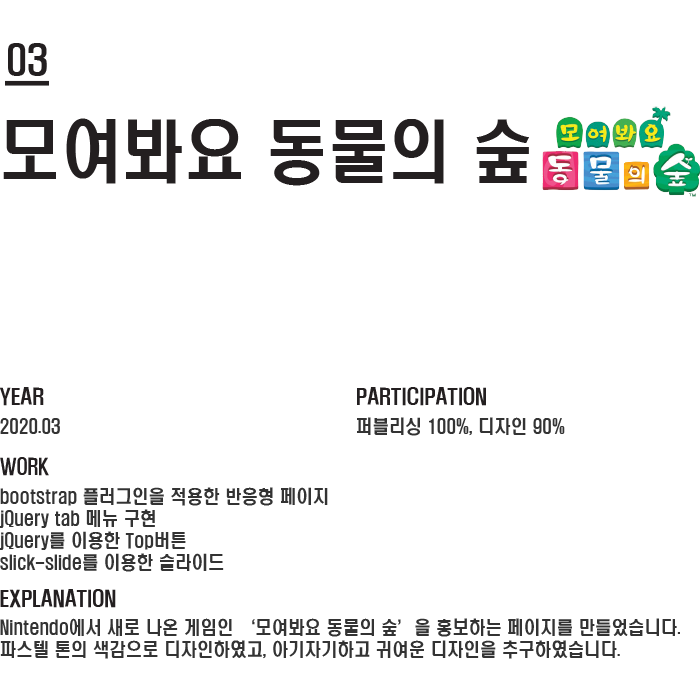 03
모여봐요 동물의 숲
모여봐요
동물의숲
TM
YEAR
2020.03
PARTICIPATION
퍼블리싱 100%, 디자인 90%
WORK
bootstrap 플러그인을 적용한 반응형 페이지
jQuery tab 메뉴 구현
jQuery를 이용한 Top버튼
slick-slide를 이용한 슬라이드
EXPLANATION
Nintendo에서 새로 나온 게임인 ‘모여봐요 동물의 숲’ 을 홍보하는 페이지를 만들었습니다.
파스텔 톤의 색감으로 디자인하였고, 아기자기하고 귀여운 디자인을 추구하였습니다.